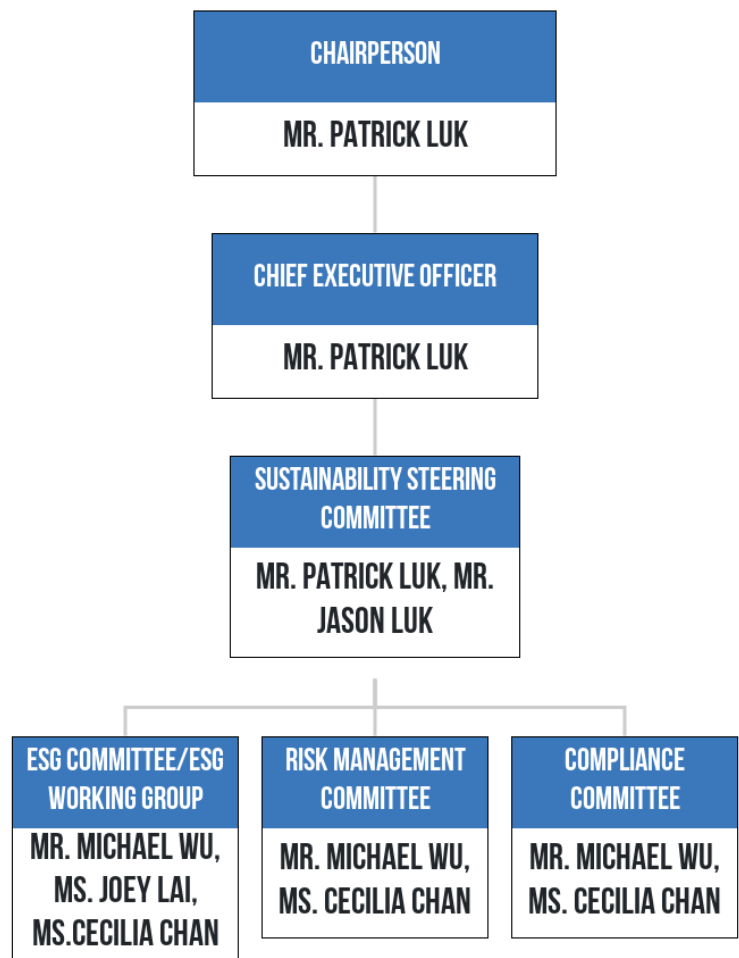 CHAIRPERSON
MR. PATRICK LUK
CHIEF EXECUTIVE OFFICER
MR. PATRICK LUK
SUSTAINABILITY STEERING
COMMITTEE
MR. PATRICK LUK, MR.
JASON LUK
ESG COMMITTEE/ESG
WORKING GROUP
MR. MICHAEL WU,
MS. JOEY LAI,
MS.CECILIA CHAN
RISK MANAGEMENT
COMMITTEE
MR. MICHAEL WU,
MS. CECILIA CHAN
COMPLIANCE
COMMITTEE
MR. MICHAEL WU,
MS. CECILIA CHAN